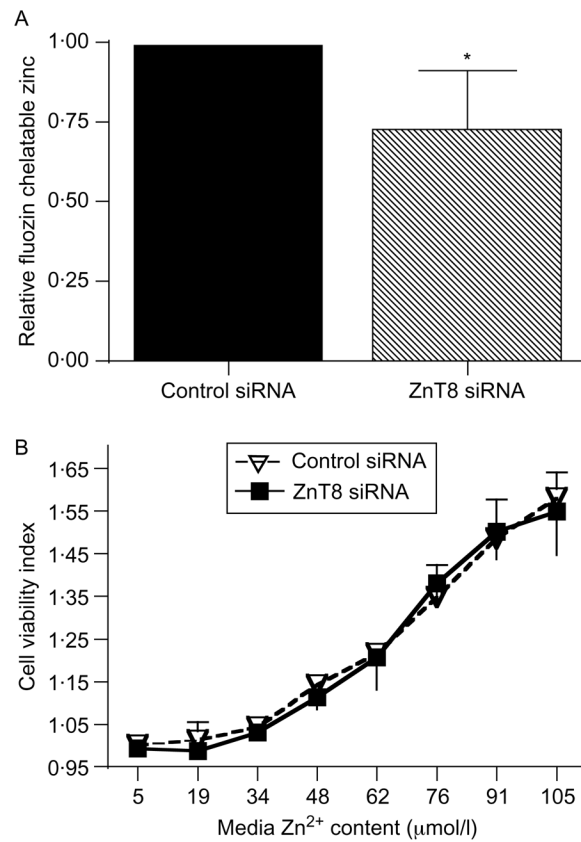 A
Relative fluozin chelatable zinc
1·00
0·75
0·50
0·25
0·00
*
Control siRNA
ZnT8 siRNA
B
Cell viability index
1·65
1·55
1·45
1·35
1·25
1·15
1·05
0·95
Control siRNA
ZnT8 siRNA
5 19 34 48 62 76 91 105
Media Zn²⁺ content (μmol/l)